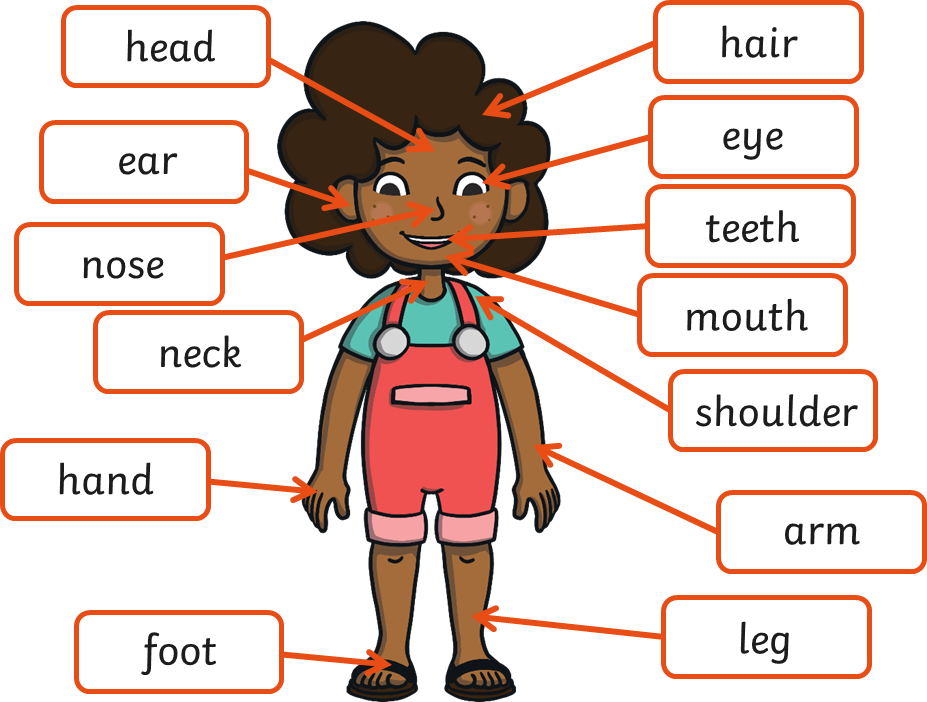 head
hair
ear
eye
nose
teeth
neck
mouth
shoulder
hand
arm
foot
leg